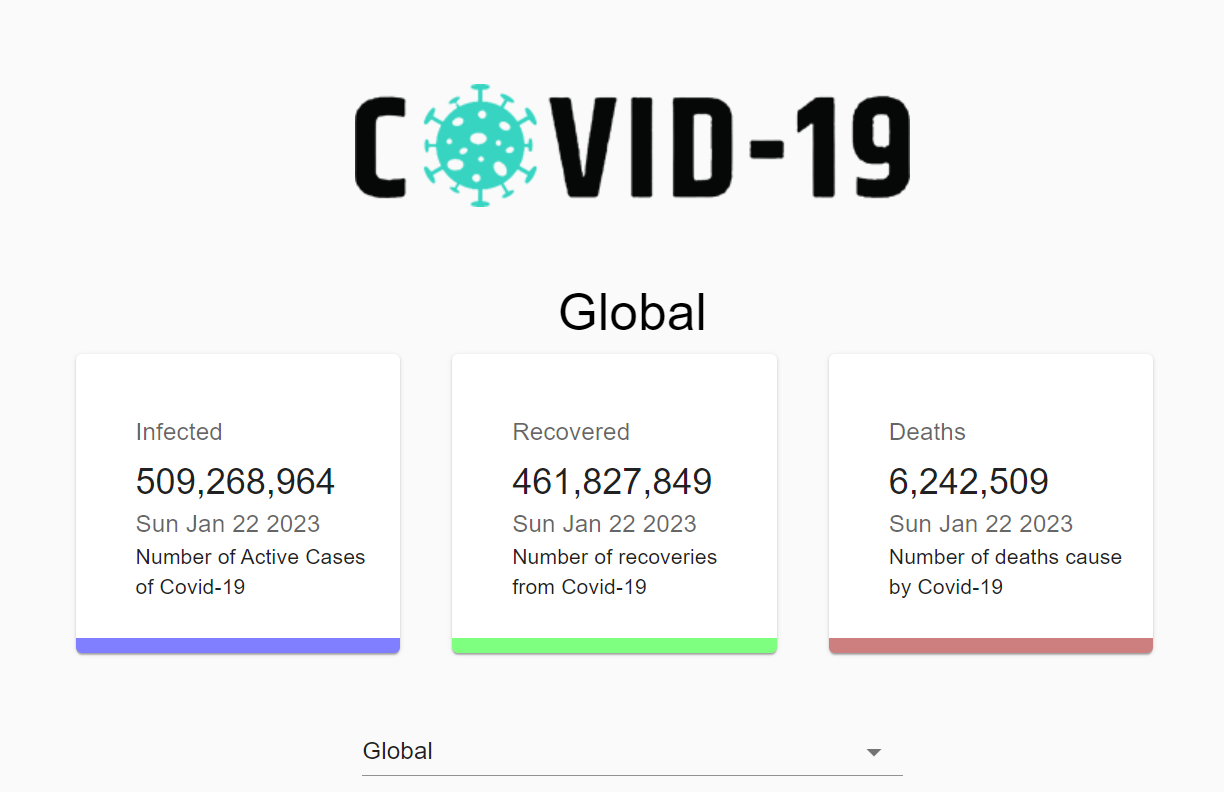 COVID-19
Global
Infected
509,268,964
Sun Jan 22 2023
Number of Active Cases
of Covid-19
Recovered
461,827,849
Sun Jan 22 2023
Number of recoveries
from Covid-19
Deaths
6,242,509
Sun Jan 22 2023
Number of deaths cause
by Covid-19
Global